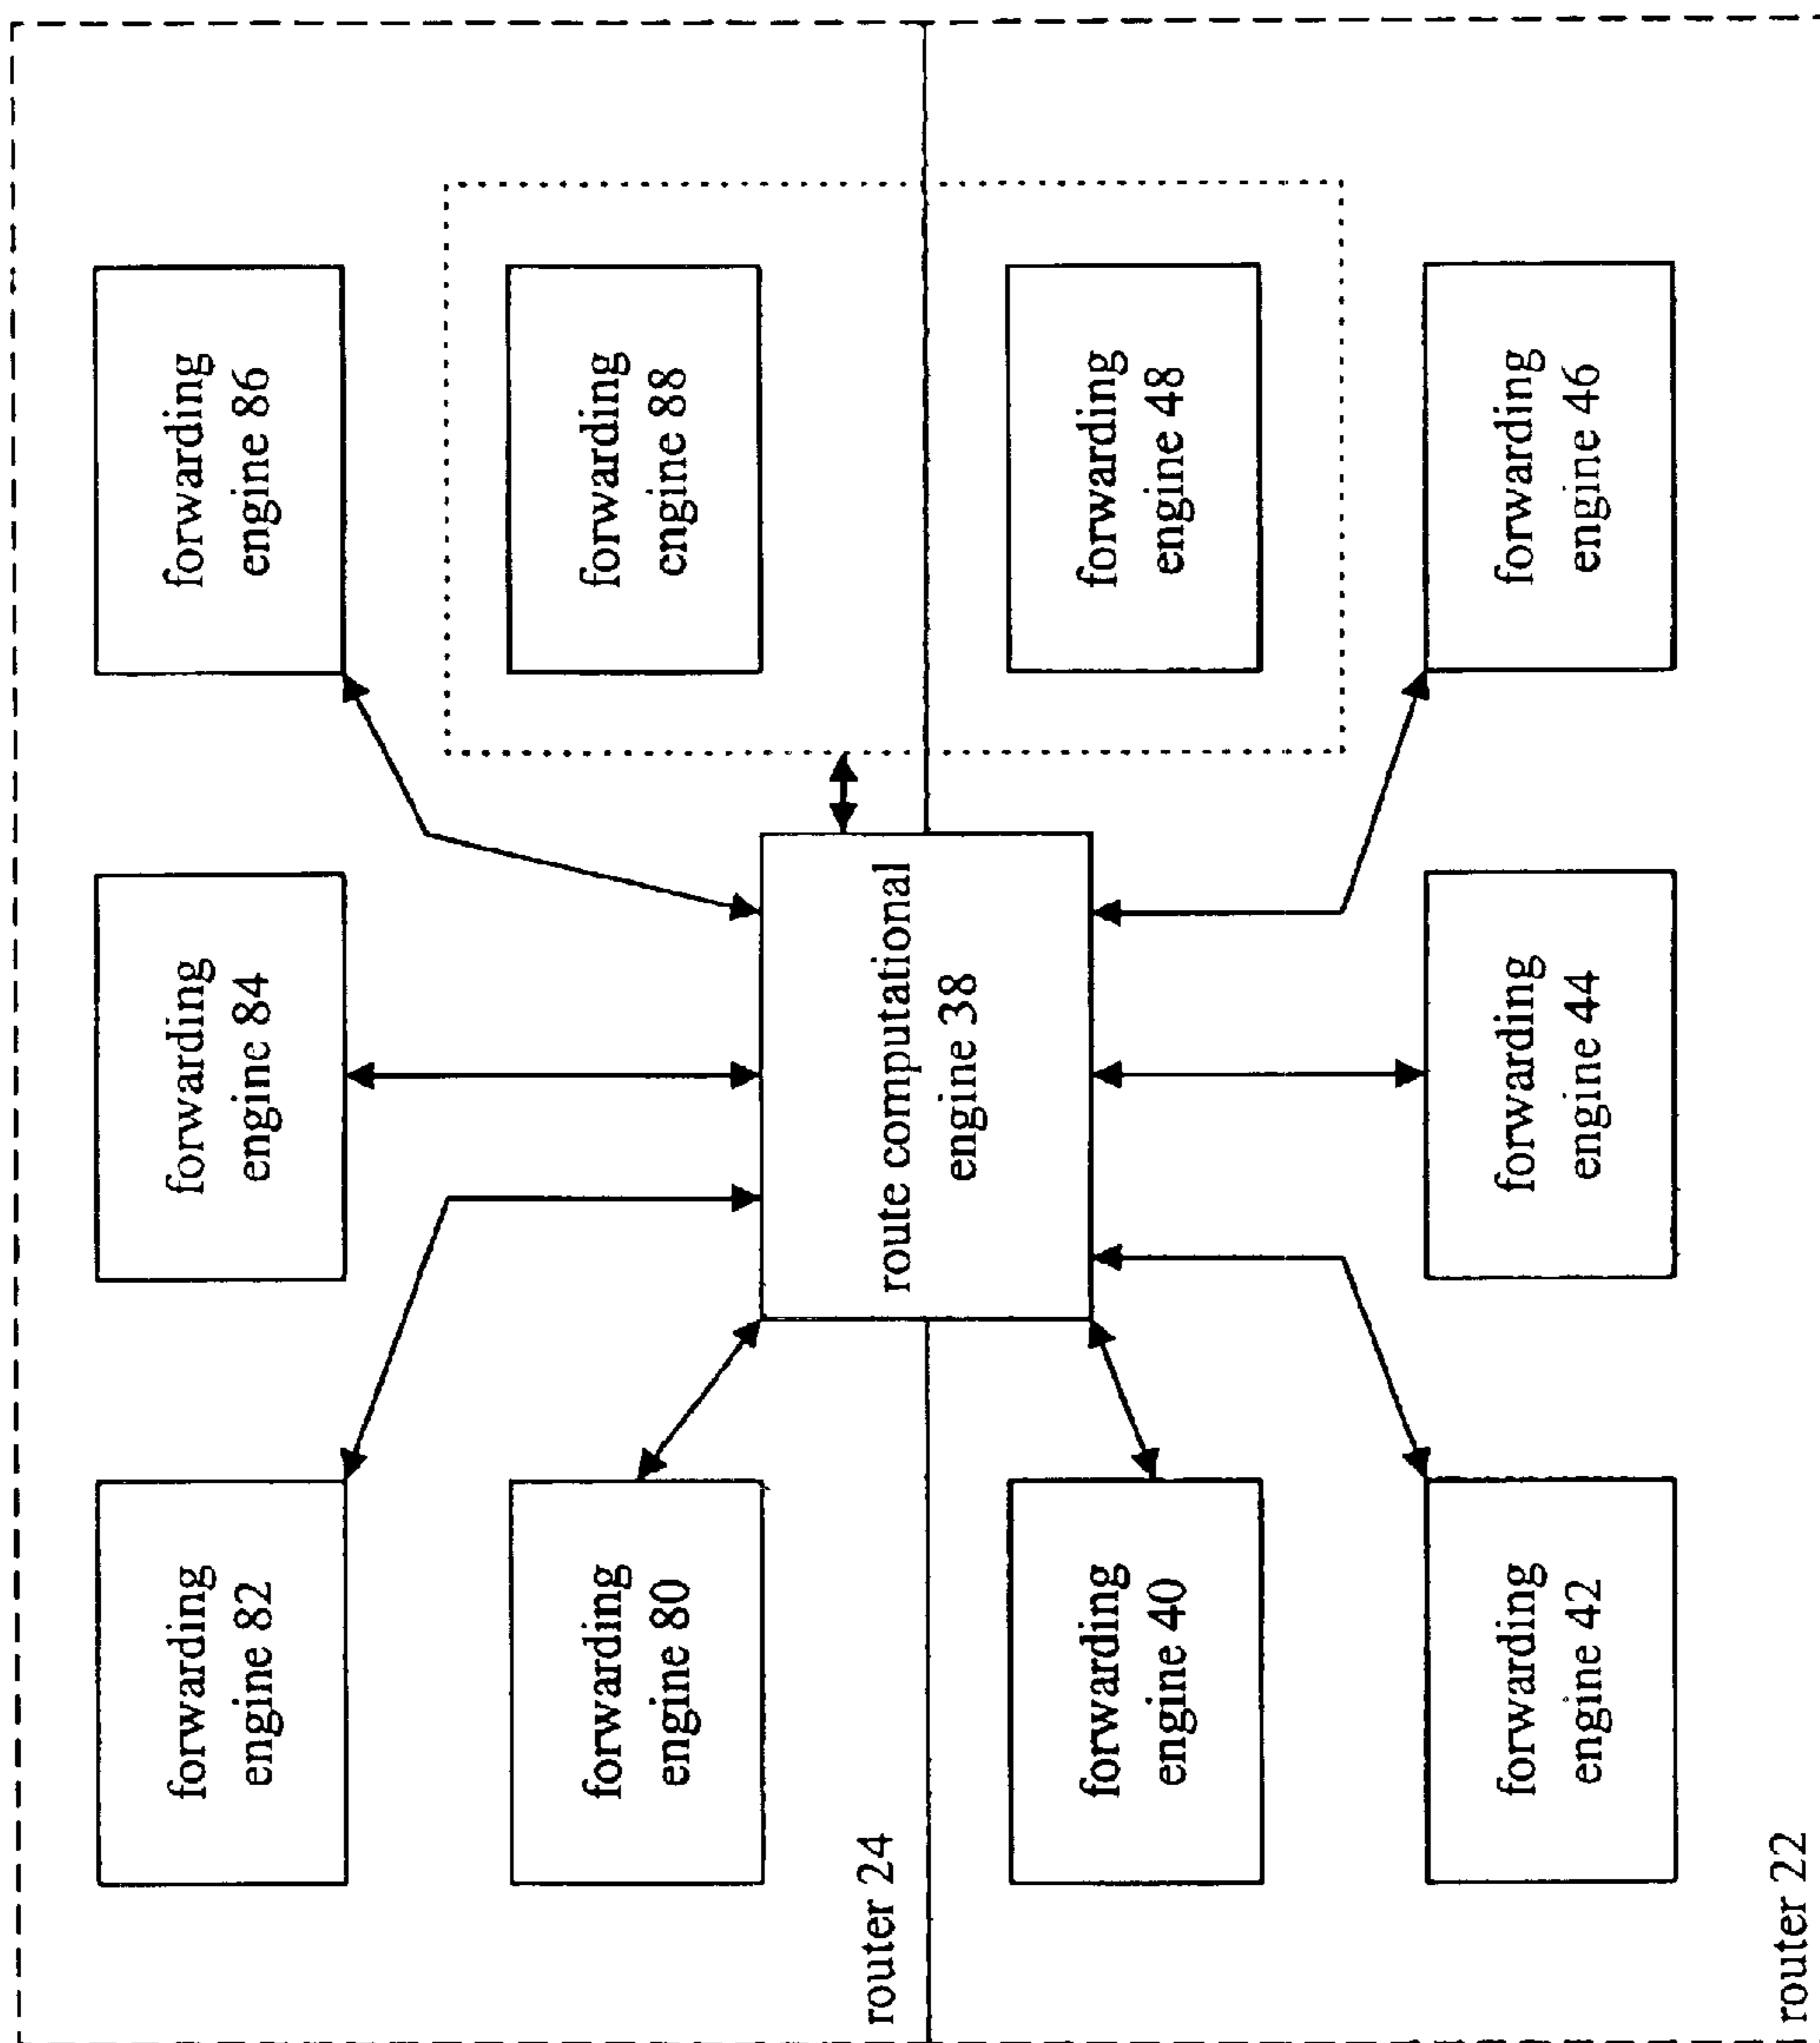 forwarding
engine 82
forwarding
engine 84
forwarding
engine 86
forwarding
engine 80
forwarding
engine 88
route computational
engine 38
router 24
forwarding
engine 40
forwarding
engine 48
forwarding
engine 42
forwarding
engine 44
forwarding
engine 46
router 22